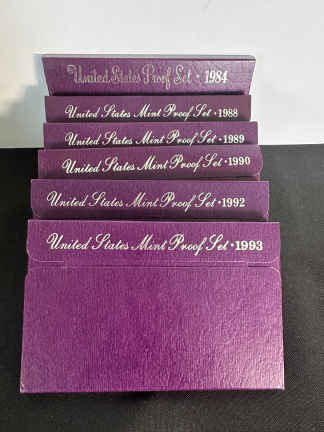 United States Proof Set · 1984
United States Mint Proof Set · 1988
United States Mint Proof Set · 1989
United States Mint Proof Set · 1990
United States Mint Proof Set · 1992
United States Mint Proof Set · 1993